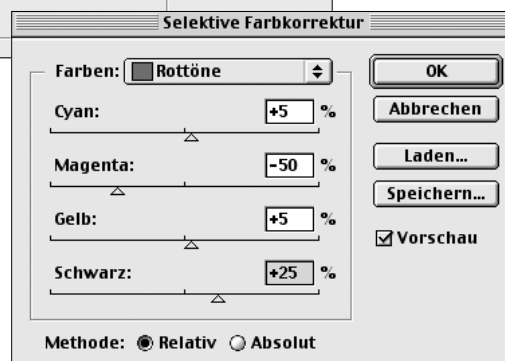 Selektive Farbkorrektur
Farben: Rottöne
Cyan: +5 %
Magenta: -50 %
Gelb: +5 %
Schwarz: +25 %
Methode: Relativ Absolut
OK
Abbrechen
Laden...
Speichern...
Vorschau